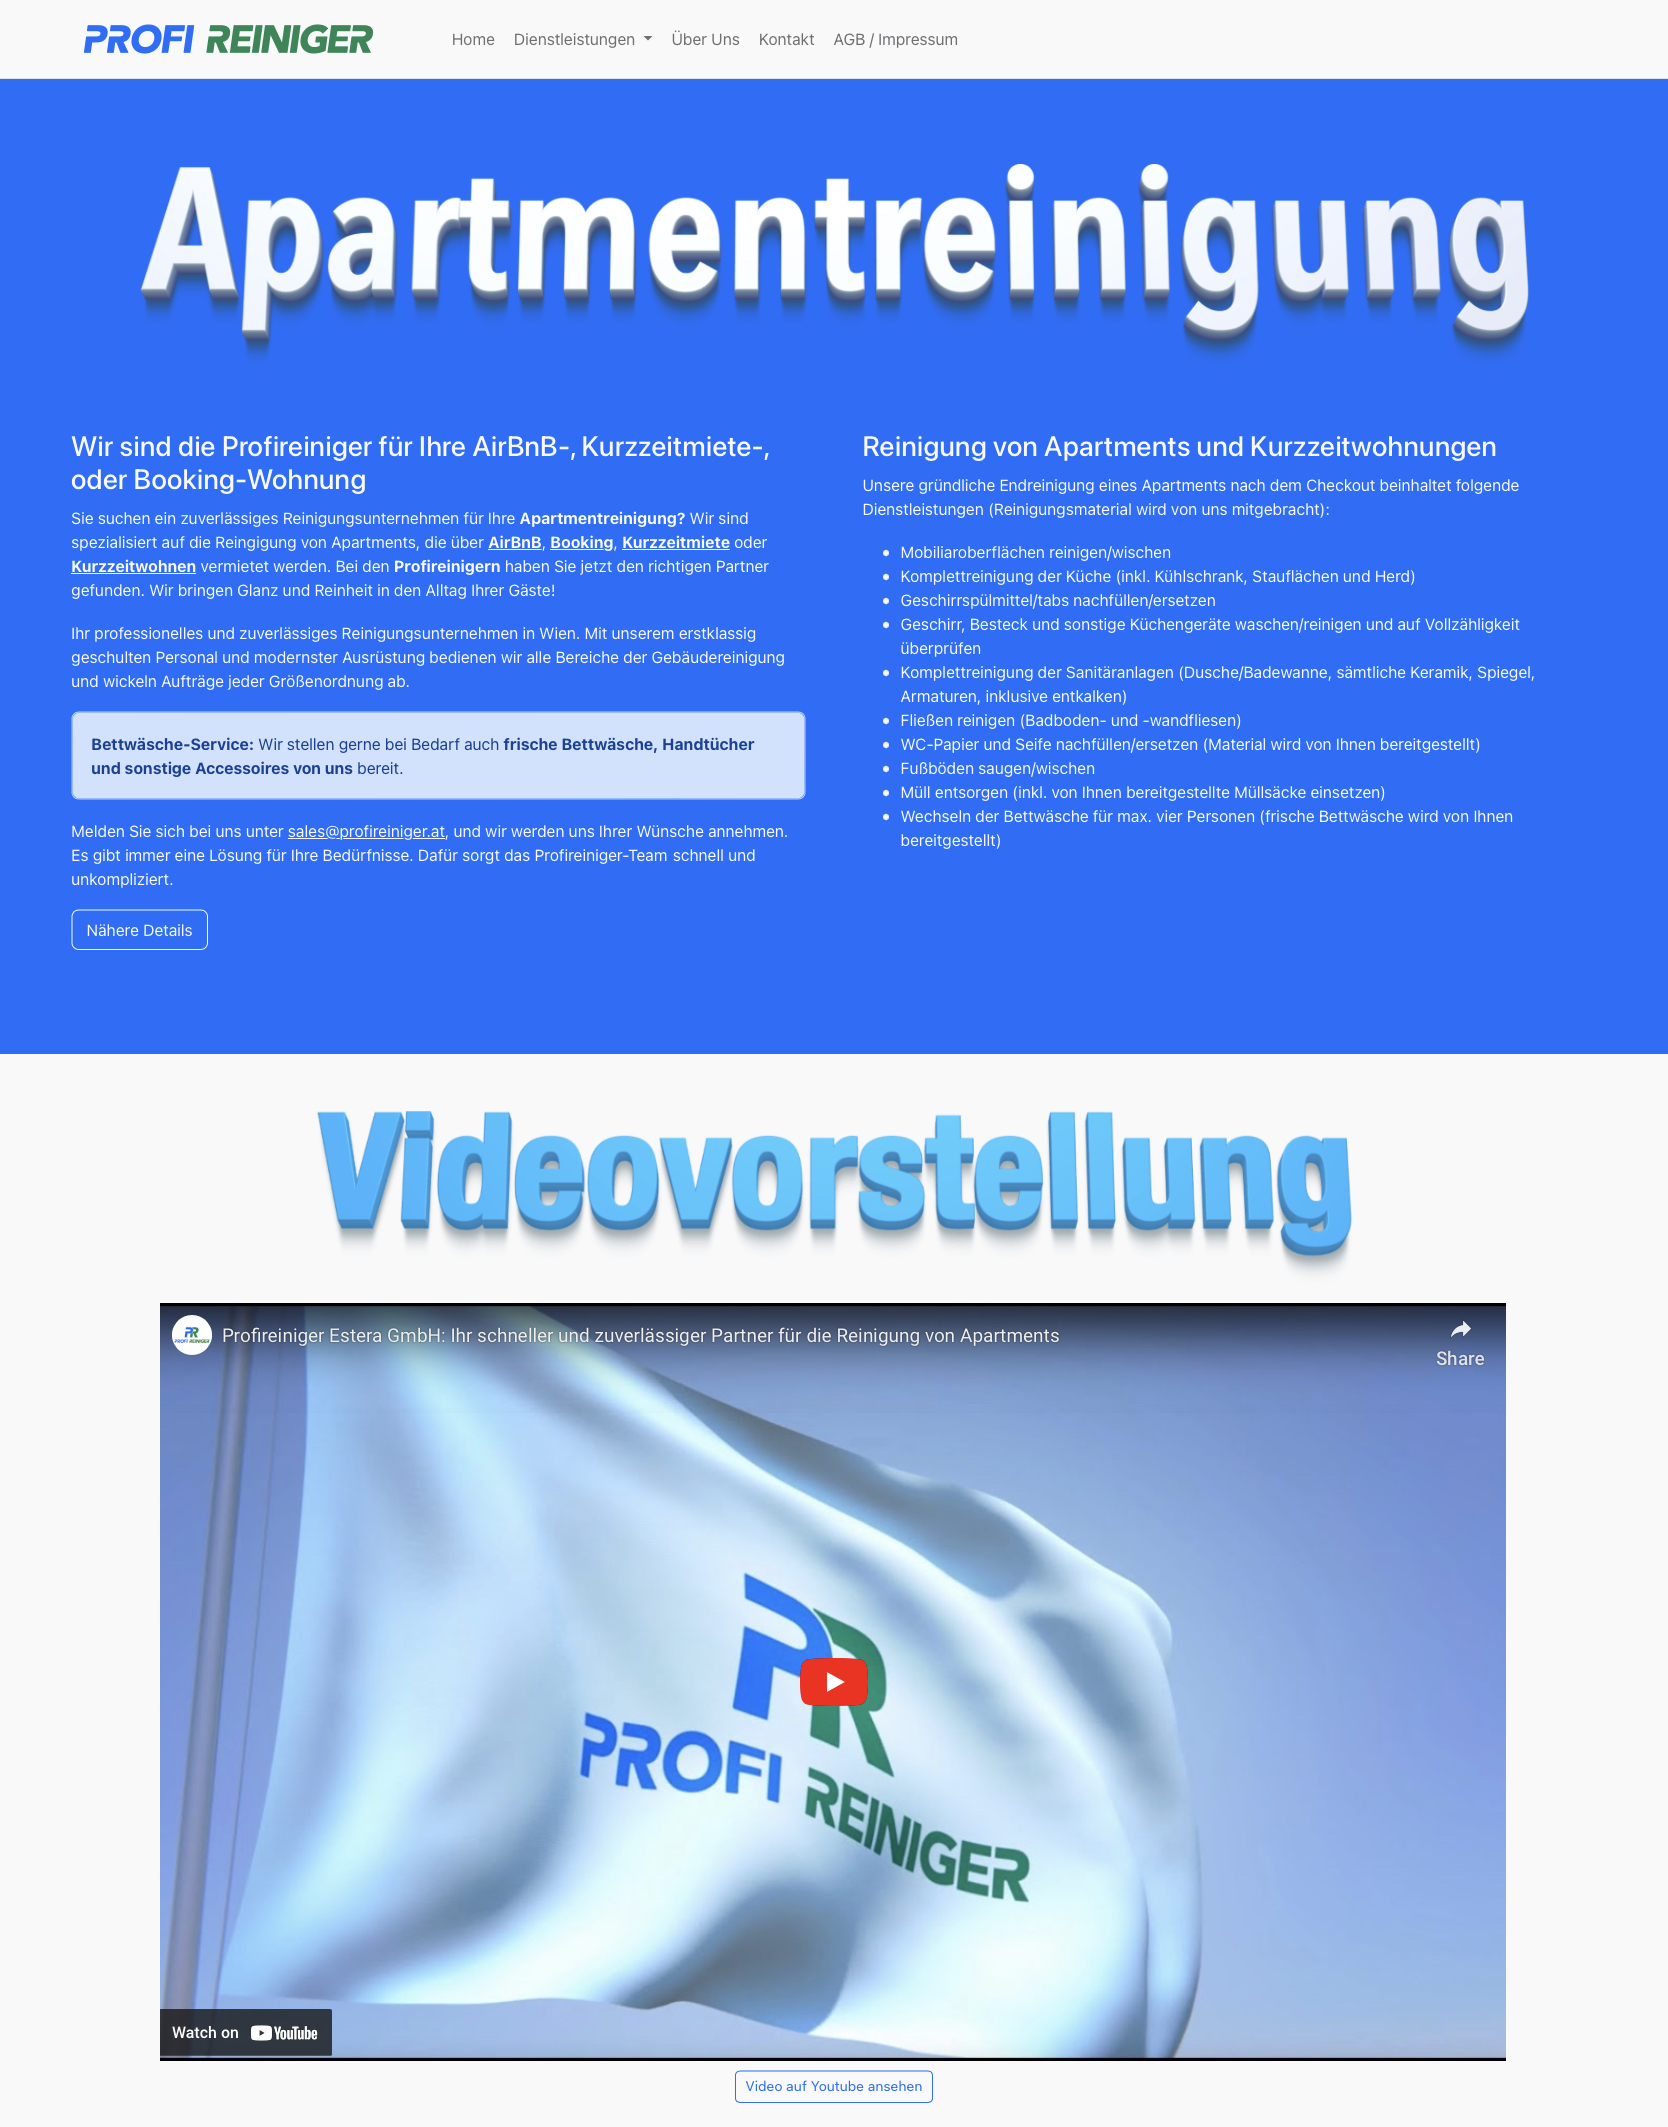 PROFI REINIGER
Home Dienstleistungen Über Uns Kontakt AGB / Impressum
Apartmentreinigung
Wir sind die Profireiniger für Ihre AirBnB-, Kurzzeitmiete-,
oder Booking-Wohnung
Sie suchen ein zuverlässiges Reinigungsunternehmen für Ihre Apartmentreinigung? Wir sind
spezialisiert auf die Reingigung von Apartments, die über AirBnB, Booking, Kurzzeitmiete oder
Kurzzeitwohnen vermietet werden. Bei den Profireinigern haben Sie jetzt den richtigen Partner
gefunden. Wir bringen Glanz und Reinheit in den Alltag Ihrer Gäste!
Ihr professionelles und zuverlässiges Reinigungsunternehmen in Wien. Mit unserem erstklassig
geschulten Personal und modernster Ausrüstung bedienen wir alle Bereiche der Gebäudereinigung
und wickeln Aufträge jeder Größenordnung ab.
Bettwäsche-Service: Wir stellen gerne bei Bedarf auch frische Bettwäsche, Handtücher
und sonstige Accessoires von uns bereit.
Melden Sie sich bei uns unter sales@profireiniger.at, und wir werden uns Ihrer Wünsche annehmen.
Es gibt immer eine Lösung für Ihre Bedürfnisse. Dafür sorgt das Profireiniger-Team schnell und
unkompliziert.
Nähere Details
Reinigung von Apartments und Kurzzeitwohnungen
Unsere gründliche Endreinigung eines Apartments nach dem Checkout beinhaltet folgende
Dienstleistungen (Reinigungsmaterial wird von uns mitgebracht):
• Mobiliaroberflächen reinigen/wischen
• Komplettreinigung der Küche (inkl. Kühlschrank, Stauflächen und Herd)
• Geschirrspülmittel/tabs nachfüllen/ersetzen
• Geschirr, Besteck und sonstige Küchengeräte waschen/reinigen und auf Vollzähligkeit
überprüfen
• Komplettreinigung der Sanitäranlagen (Dusche/Badewanne, sämtliche Keramik, Spiegel,
Armaturen, inklusive entkalken)
• Fließen reinigen (Badboden- und -wandfliesen)
• WC-Papier und Seife nachfüllen/ersetzen (Material wird von Ihnen bereitgestellt)
• Fußböden saugen/wischen
• Müll entsorgen (inkl. von Ihnen bereitgestellte Müllsäcke einsetzen)
• Wechseln der Bettwäsche für max. vier Personen (frische Bettwäsche wird von Ihnen
bereitgestellt)
Videovorstellung
PR
PROFI REINIGER
Profireiniger Estera GmbH: Ihr schneller und zuverlässiger Partner für die Reinigung von Apartments
Share
PR
PROFI REINIGER
Watch on YouTube
Video auf Youtube ansehen